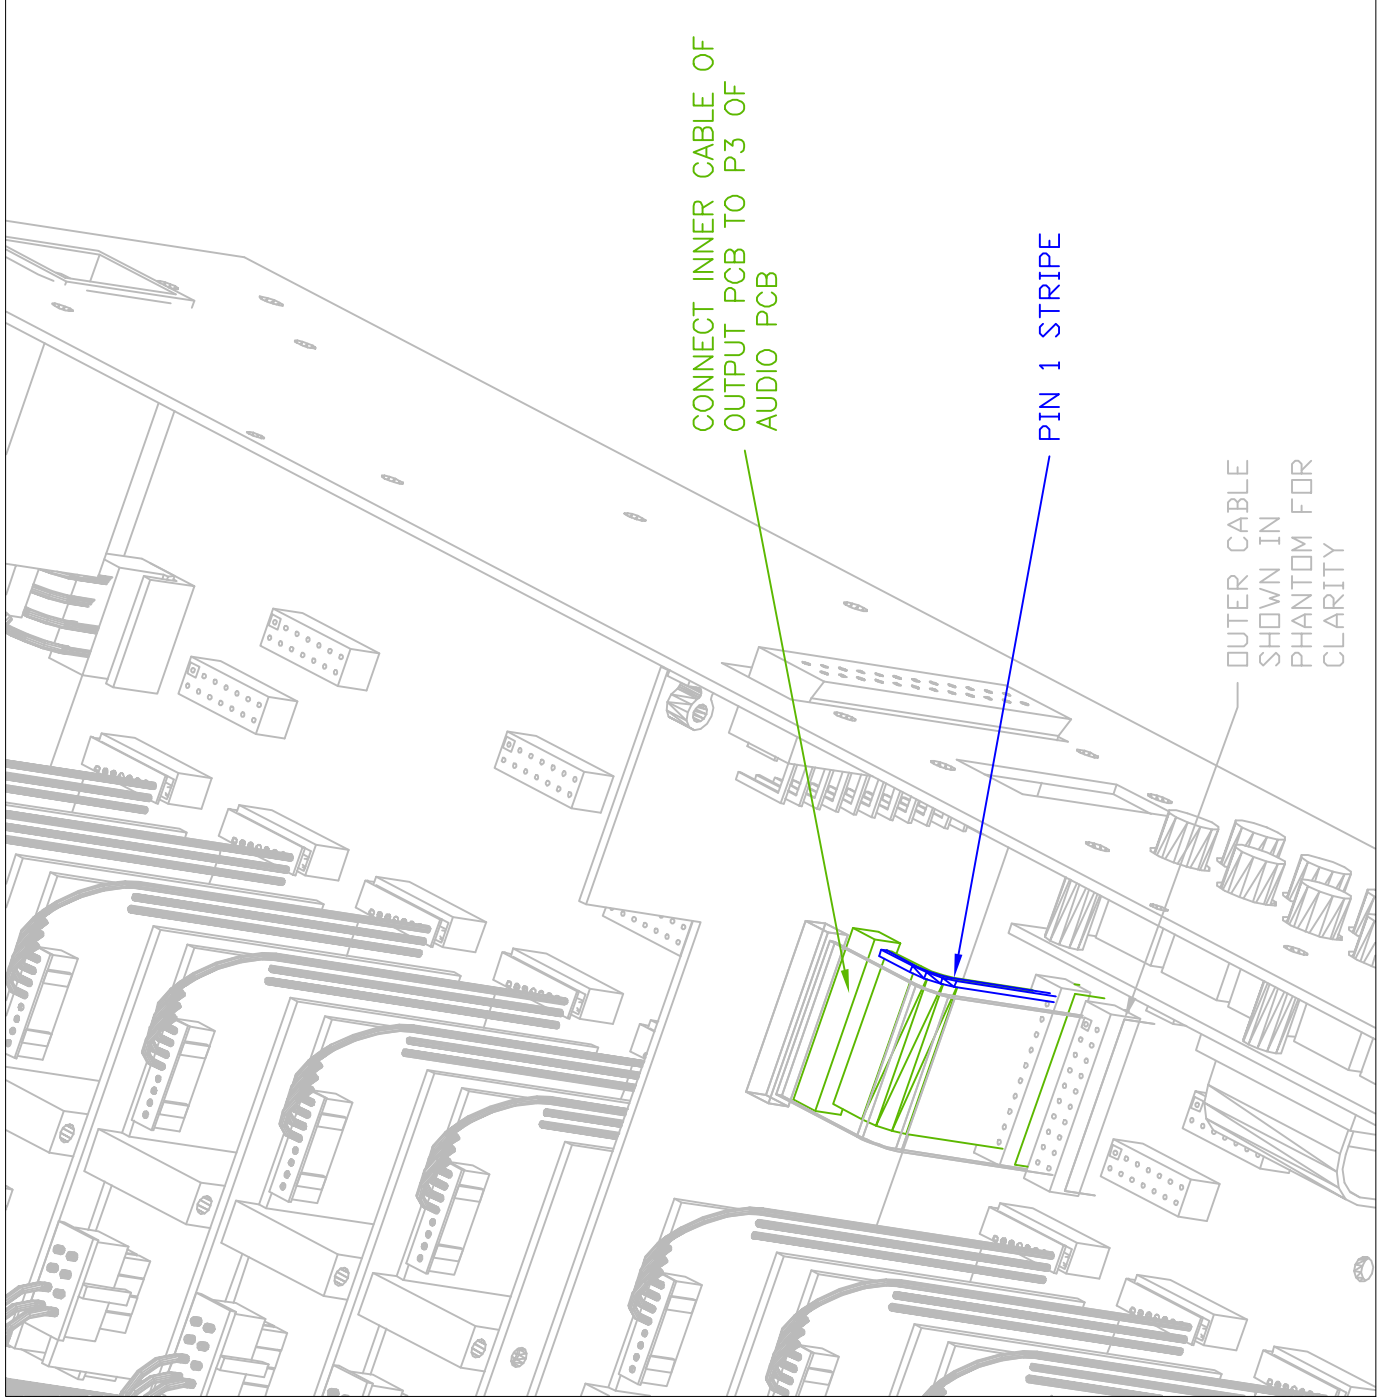 CONNECT INNER CABLE OF
OUTPUT PCB TO P3 OF
AUDIO PCB
PIN 1 STRIPE
OUTER CABLE
SHOWN IN
PHANTOM FOR
CLARITY